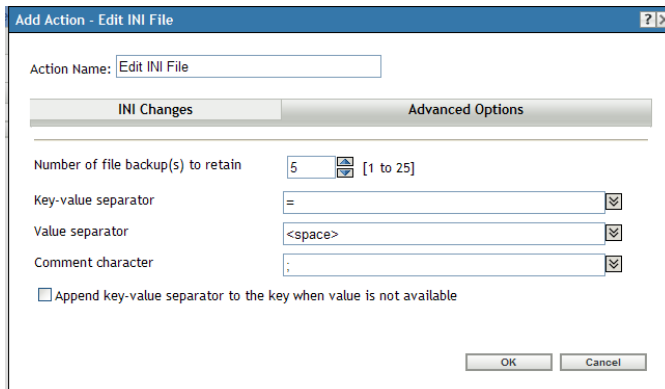 Add Action - Edit INI File ?
Action Name: Edit INI File
INI Changes Advanced Options
Number of file backup(s) to retain 5 [1 to 25]
Key-value separator =
Value separator <space>
Comment character ;
Append key-value separator to the key when value is not available
OK Cancel